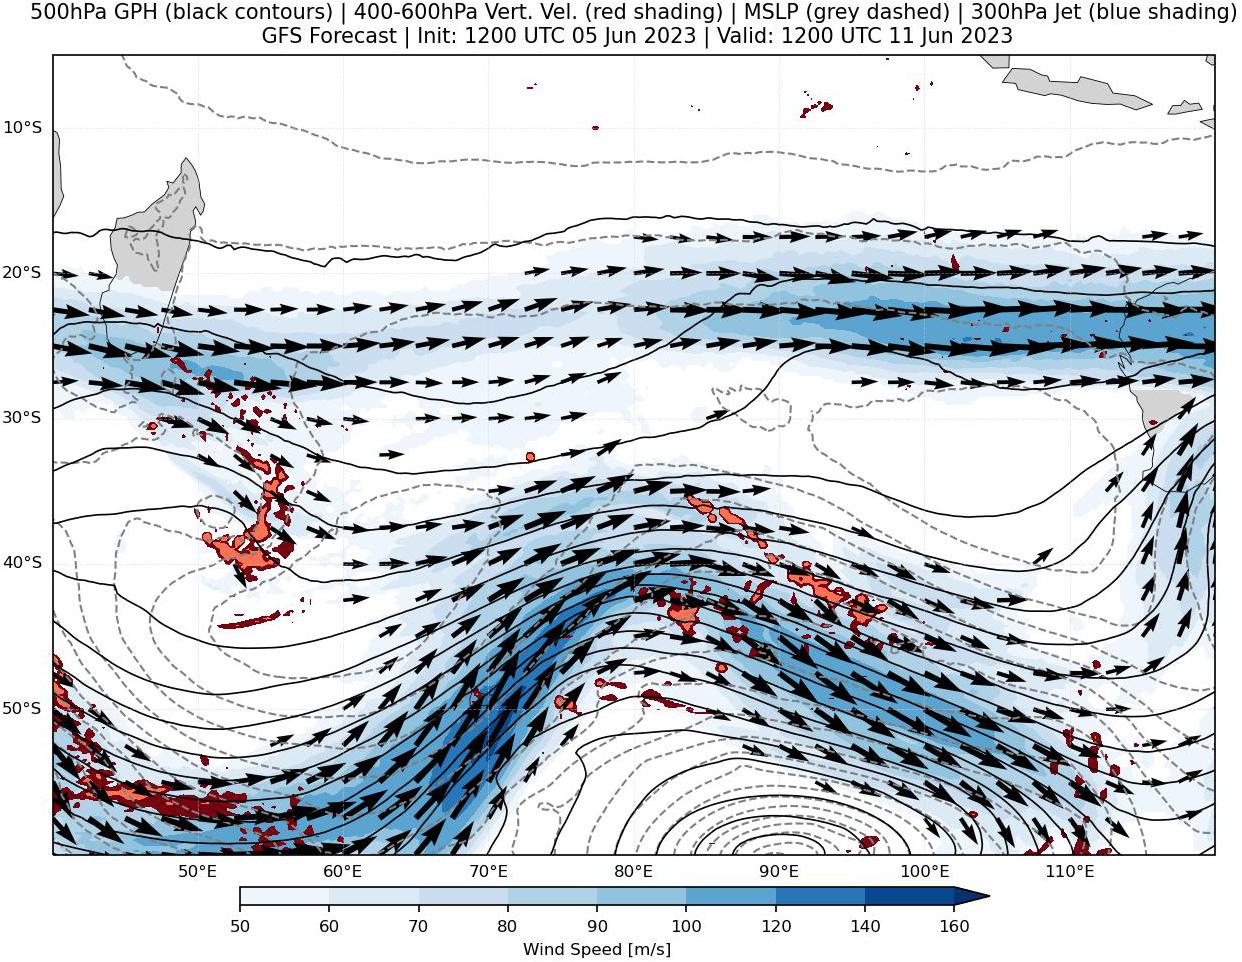 500hPa GPH (black contours) | 400-600hPa Vert. Vel. (red shading) | MSLP (grey dashed) | 300hPa Jet (blue shading)
GFS Forecast | Init: 1200 UTC 05 Jun 2023 | Valid: 1200 UTC 11 Jun 2023
10°S
20°S
30°S
40°S
50°S
50°E 60°E 70°E 80°E 90°E 100°E 110°E
50 60 70 80 90 100 120 140 160
Wind Speed [m/s]